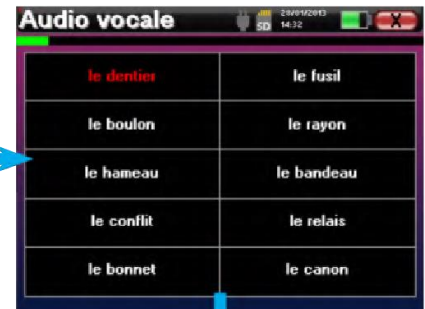 Audio vocale SD 28/01/2013 14:32 X
le dentier le fusil
le boulon le rayon
le hameau le bandeau
le conflit le relais
le bonnet le canon